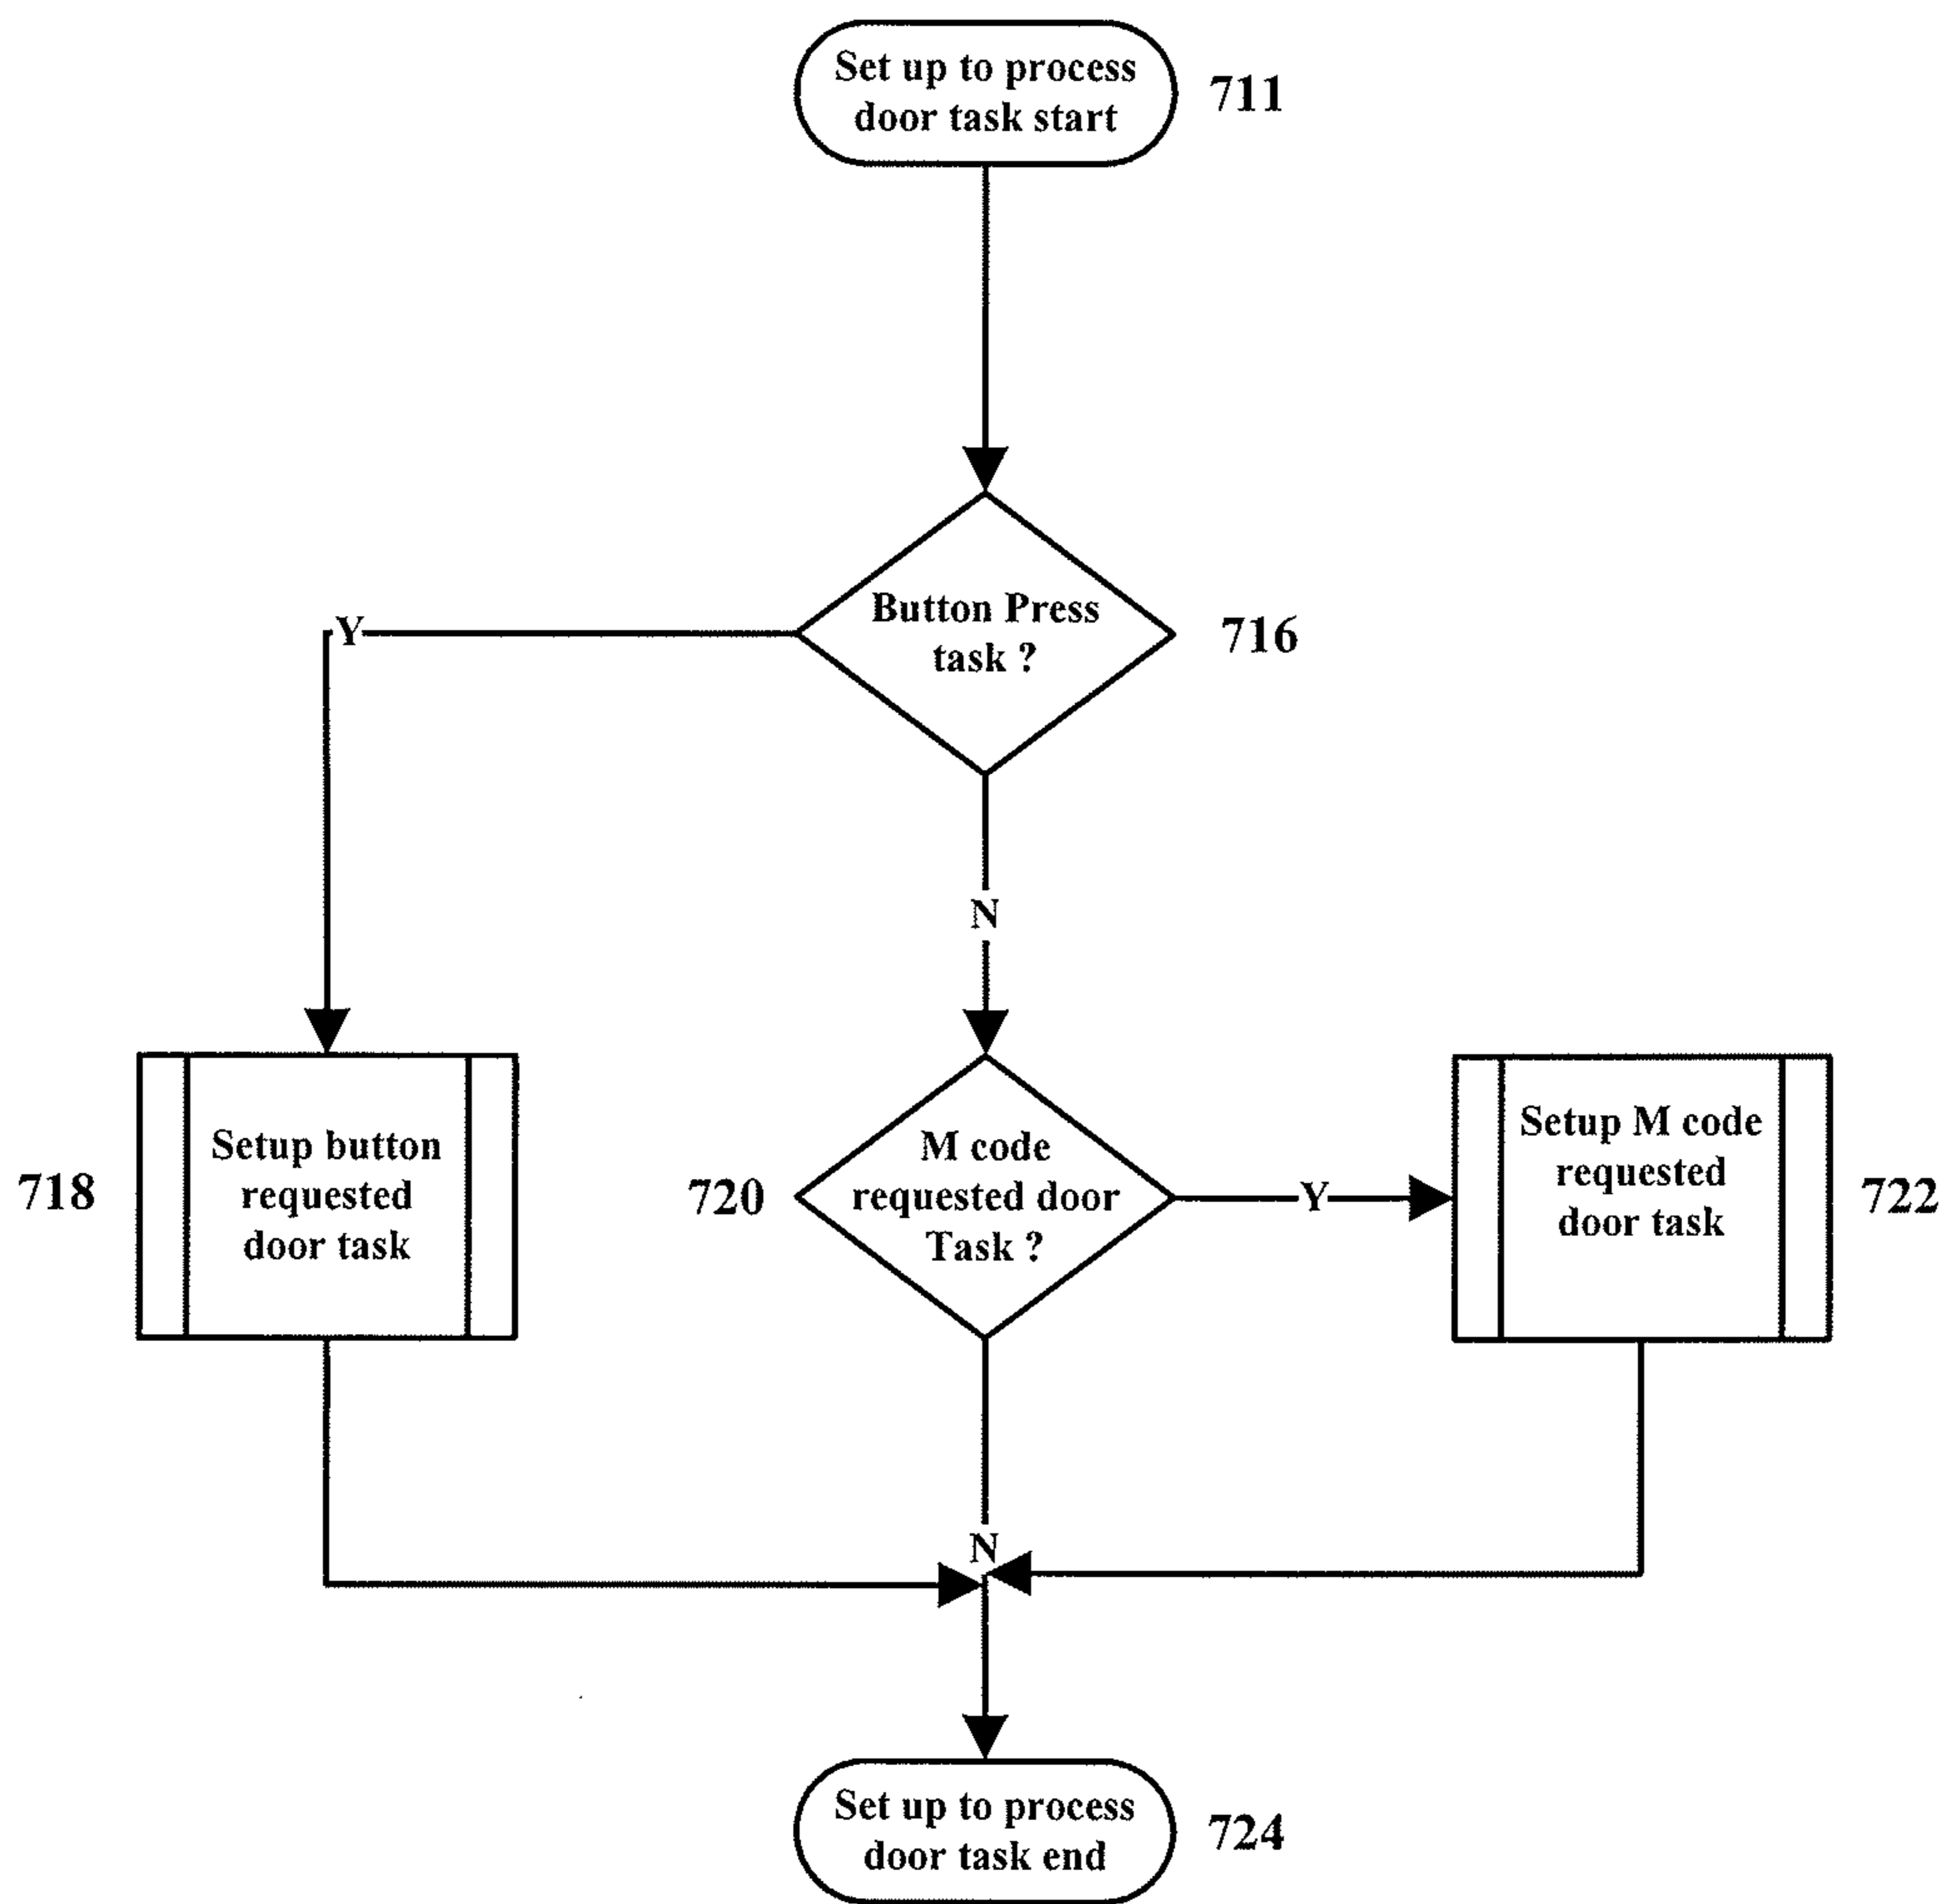 Set up to process
door task start
711
Button Press
task ?
716
Y
N
718
Setup button
requested
door task
720
M code
requested door
Task ?
Y
Setup M code
requested
door task
722
N
Set up to process
door task end
724